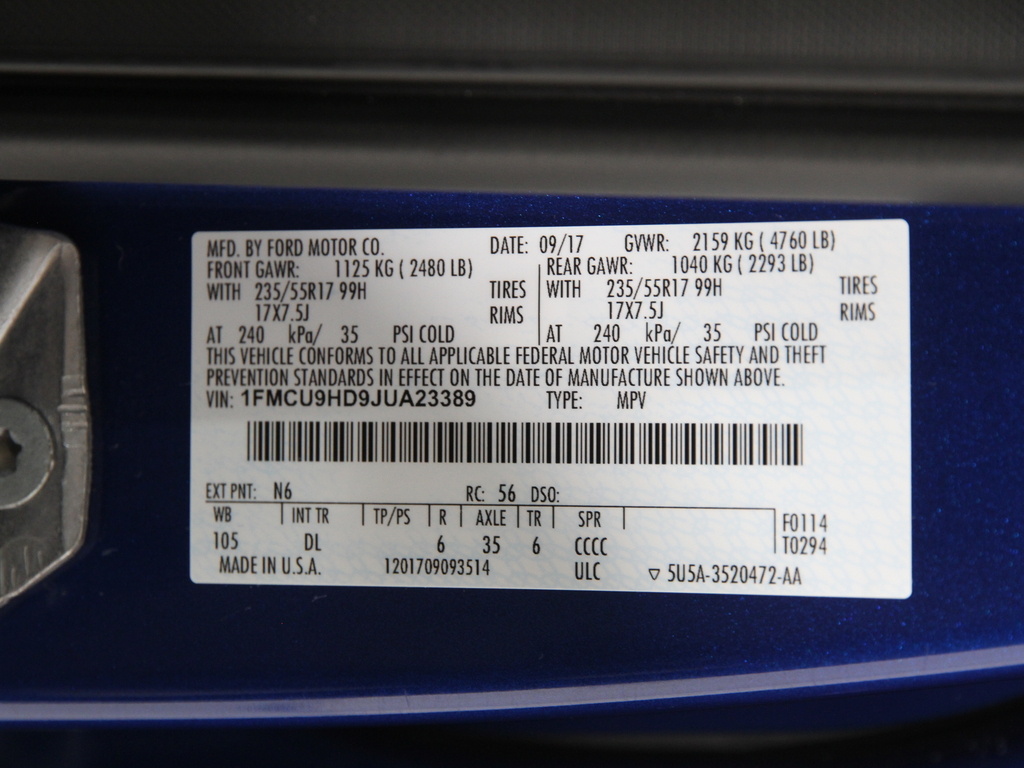 MFD. BY FORD MOTOR CO. DATE: 09/17 GVWR: 2159 KG ( 4760 LB)
FRONT GAWR: 1125 KG ( 2480 LB) REAR GAWR: 1040 KG ( 2293 LB)
WITH 235/55R17 99H TIRES WITH 235/55R17 99H TIRES
17X7.5J RIMS 17X7.5J RIMS
AT 240 kPa/ 35 PSI COLD AT 240 kPa/ 35 PSI COLD
THIS VEHICLE CONFORMS TO ALL APPLICABLE FEDERAL MOTOR VEHICLE SAFETY AND THEFT
PREVENTION STANDARDS IN EFFECT ON THE DATE OF MANUFACTURE SHOWN ABOVE.
VIN: 1FMCU9HD9JUA23389 TYPE: MPV
EXT PNT: N6 RC: 56 DSO:
WB INT TR TP/PS R AXLE TR SPR F0114
105 DL 6 35 6 CCCC T0294
MADE IN U.S.A. 1201709093514 ULC ▽ 5U5A-3520472-AA